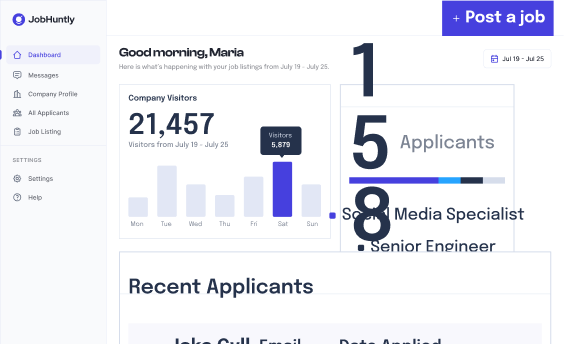 JobHuntly
+ Post a job
Dashboard
Messages
Company Profile
All Applicants
Job Listing
SETTINGS
Settings
Help
Good morning, Maria
Here is what's happening with your job listings from July 19 - July 25.
Jul 19 - Jul 25
Company Visitors
21,457
Visitors from July 19 - July 25
Visitors
5,879
Mon Tue Wed Thu Fri Sat Sun
1
5
8
Applicants
Social Media Specialist
Senior Engineer
Recent Applicants
Jake Gyll Email Date Applied